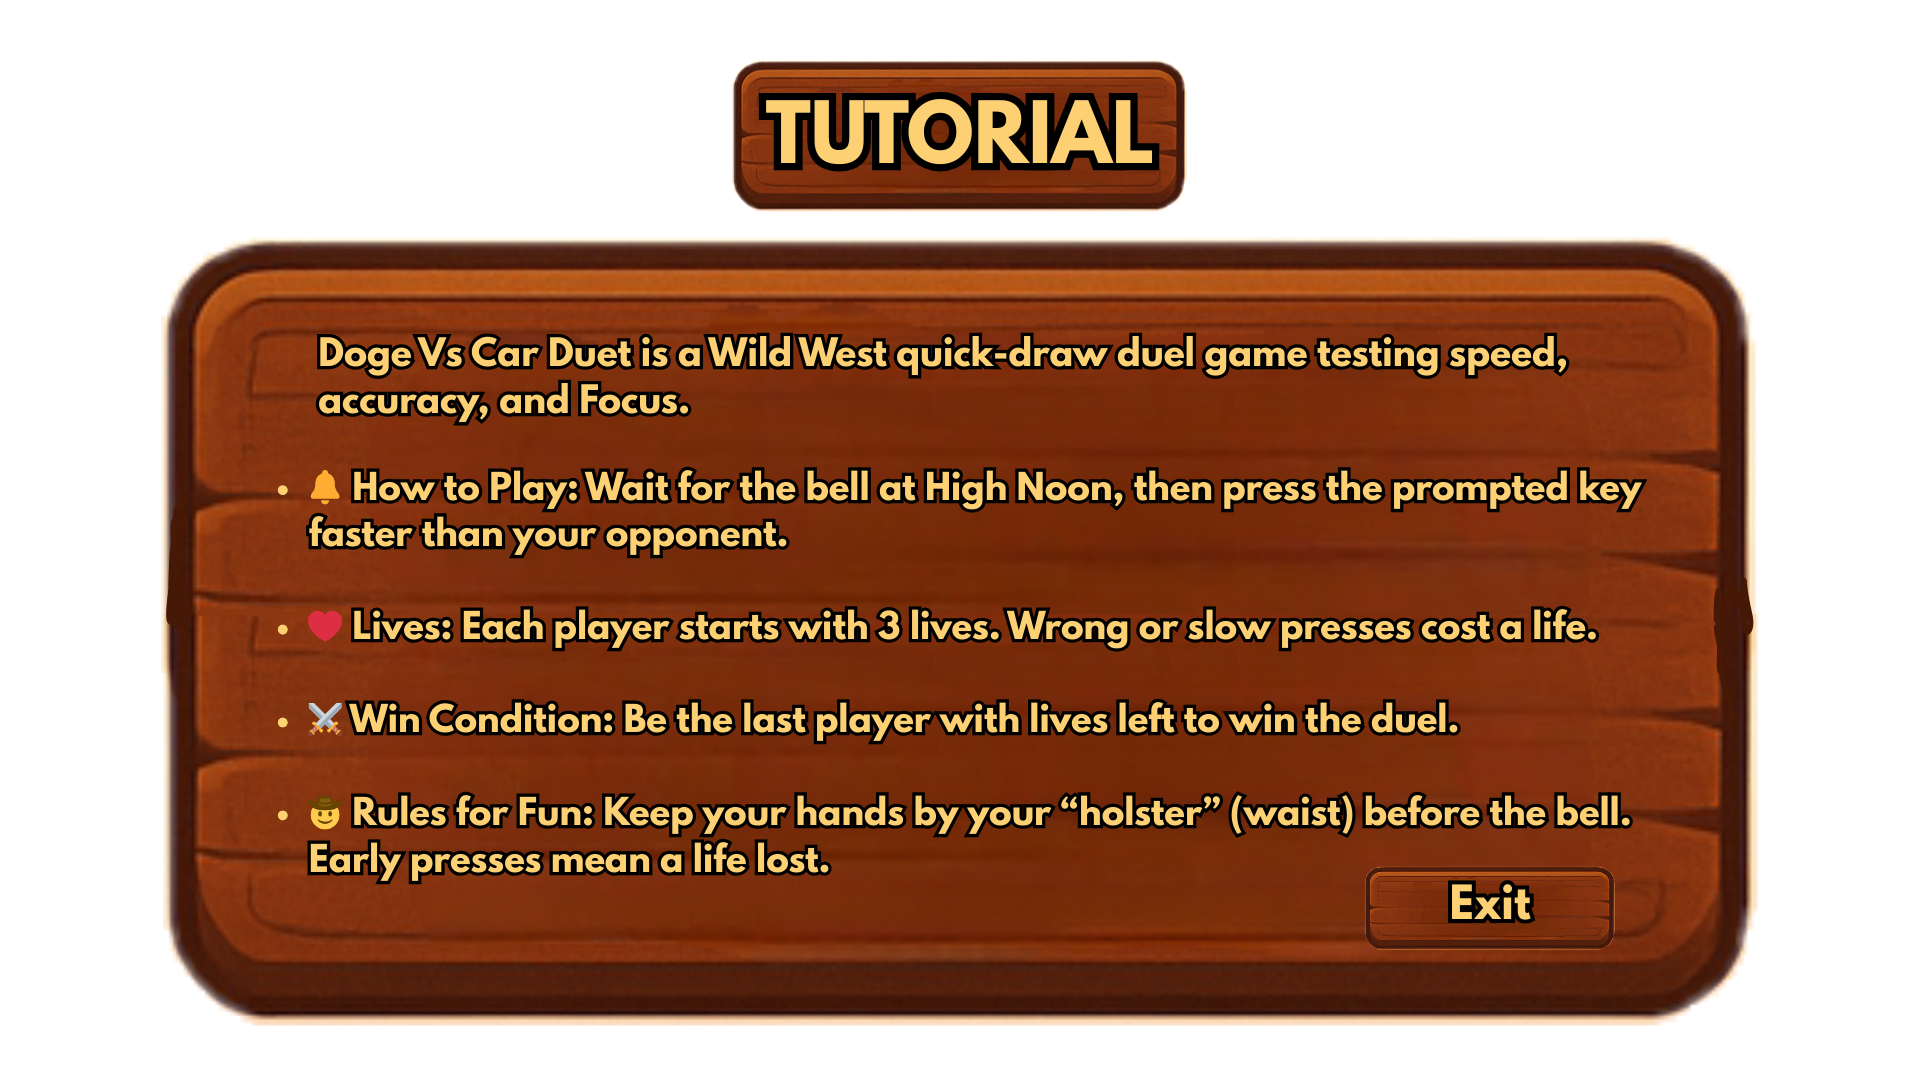 TUTORIAL
Doge Vs Car Duet is a Wild West quick-draw duel game testing speed,
accuracy, and Focus.
• 🔔 How to Play: Wait for the bell at High Noon, then press the prompted key
faster than your opponent.
• ❤️ Lives: Each player starts with 3 lives. Wrong or slow presses cost a life.
• ⚔️ Win Condition: Be the last player with lives left to win the duel.
• 🤠 Rules for Fun: Keep your hands by your “holster” (waist) before the bell.
Early presses mean a life lost.
Exit